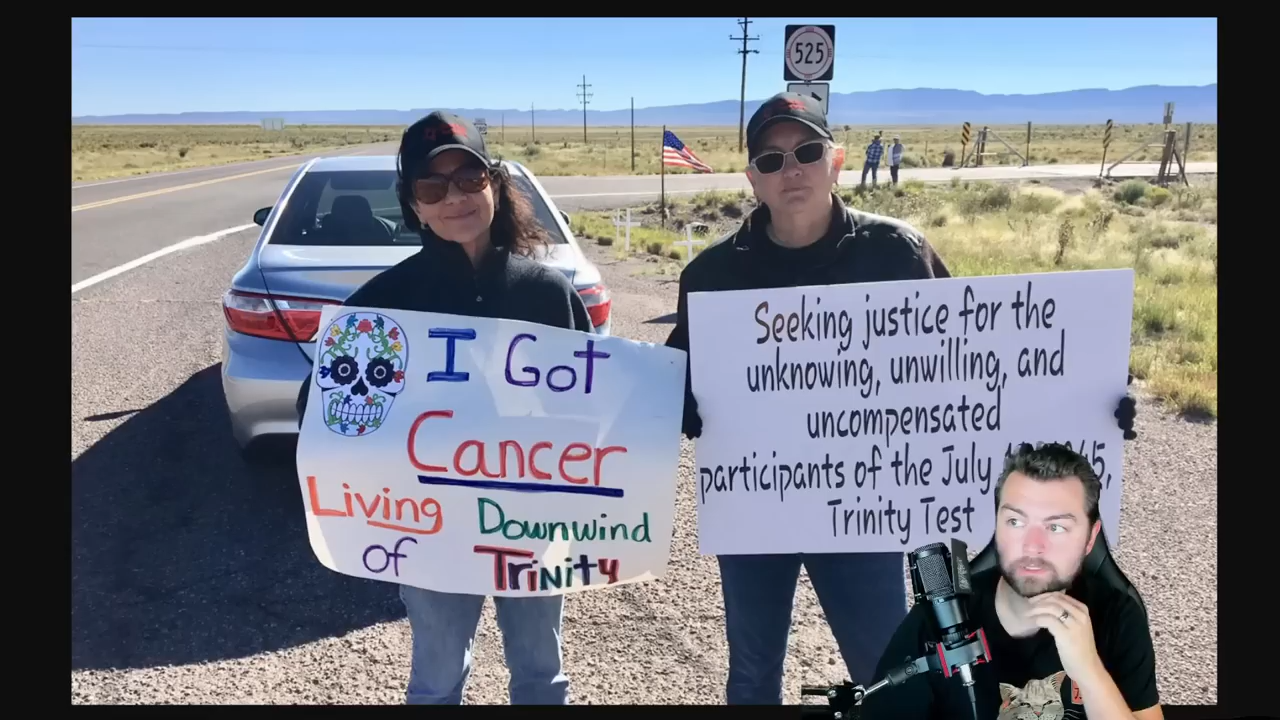 525
I Got
Cancer
Living Downwind
of Trinity
Seeking justice for the
unknowing, unwilling, and
uncompensated
participants of the July
Trinity Test